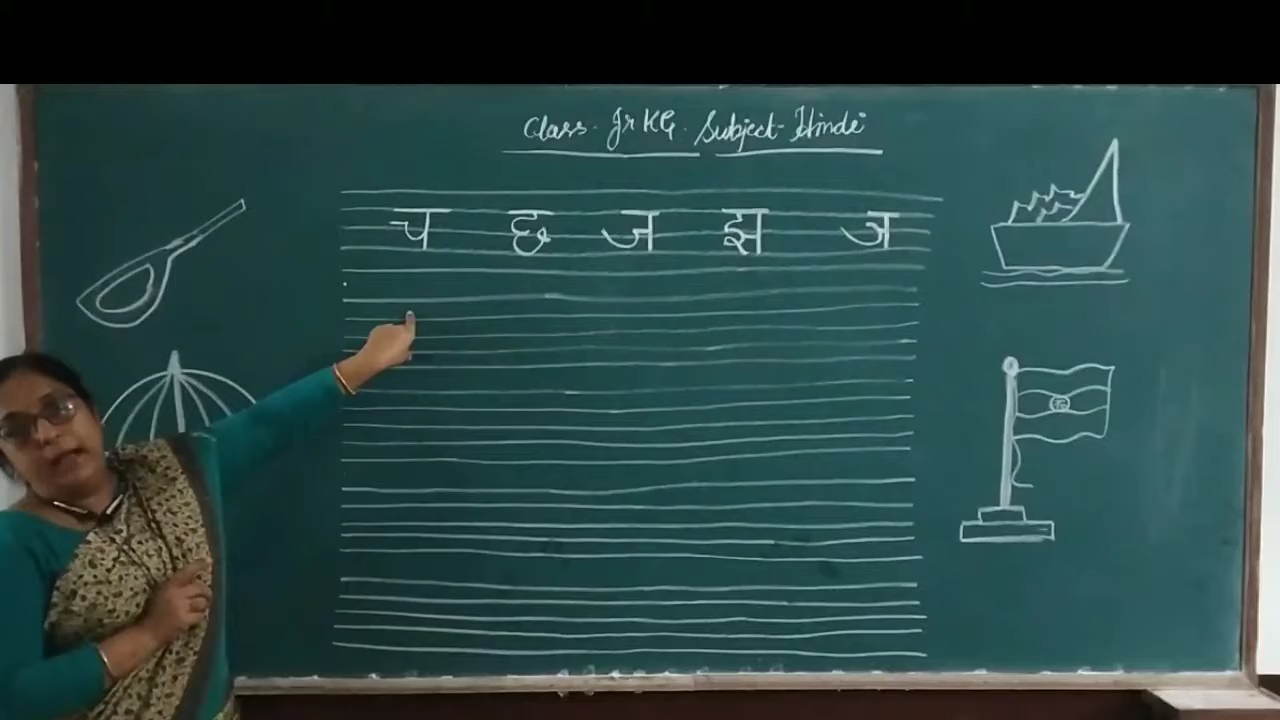 Class- Jr KG. Subject- Hindi
च छ ज झ ञ